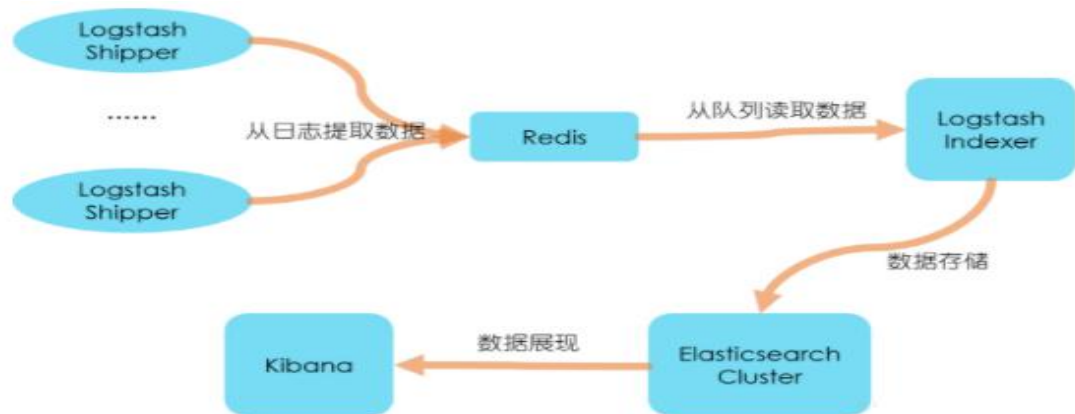 Logstash
Shipper
......
从日志提取数据
Logstash
Shipper
Redis
从队列读取数据
Logstash
Indexer
数据存储
Elasticsearch
Cluster
数据展现
Kibana